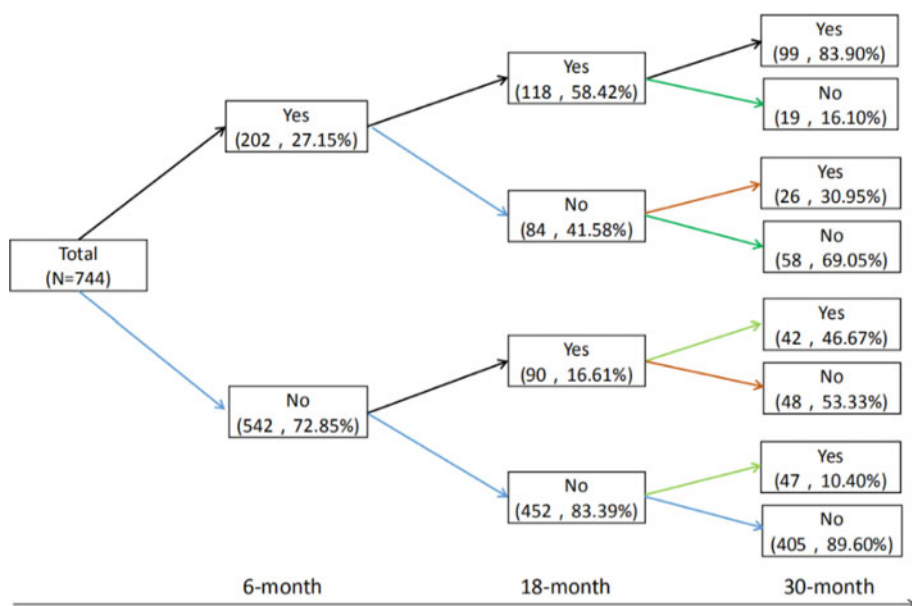 Total
(N=744)
Yes
(202 , 27.15%)
No
(542 , 72.85%)
Yes
(118 , 58.42%)
No
(84 , 41.58%)
Yes
(90 , 16.61%)
No
(452 , 83.39%)
Yes
(99 , 83.90%)
No
(19 , 16.10%)
Yes
(26 , 30.95%)
No
(58 , 69.05%)
Yes
(42 , 46.67%)
No
(48 , 53.33%)
Yes
(47 , 10.40%)
No
(405 , 89.60%)
6-month
18-month
30-month